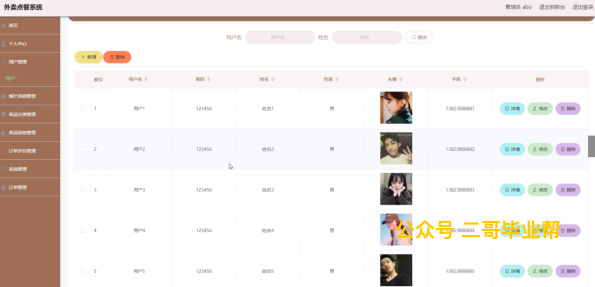 外卖点餐系统
管理员 abo 退出到前台 退出登录
首页
个人中心
用户管理
用户
餐厅信息管理
菜品分类管理
菜品信息管理
订单评价管理
系统管理
订单管理
用户名 用户名 姓名 姓名 查询
+ 新增 删除
索引 用户名 密码 姓名 性别 头像 手机 操作
1 用户1 123456 姓名1 男 13823888881 详情 修改 删除
2 用户2 123456 姓名2 男 13823888882 详情 修改 删除
3 用户3 123456 姓名3 男 13823888883 详情 修改 删除
4 用户4 123456 姓名4 男 13823888884 详情 修改 删除
公众号 二哥毕业帮
5 用户5 123456 姓名5 男 13823888885 详情 修改 删除